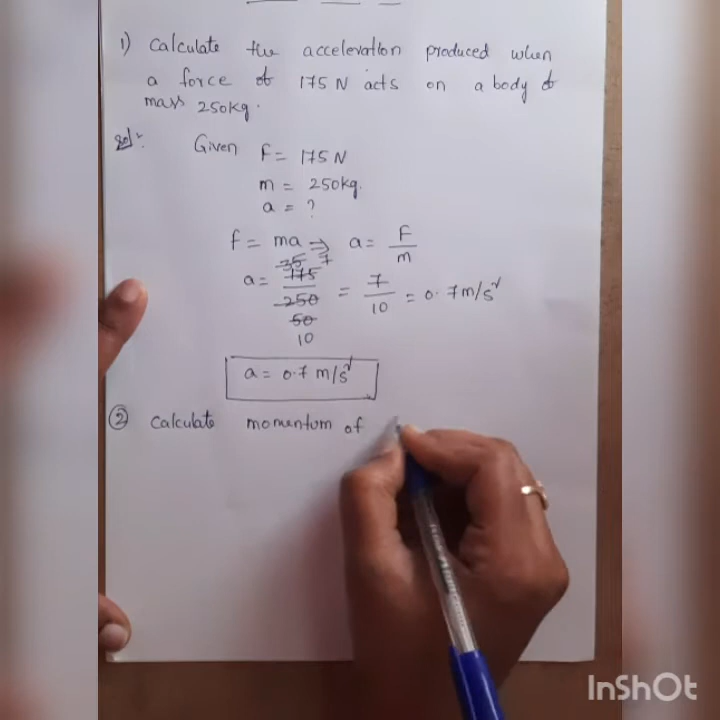 1) Calculate the acceleration produced when
a force of 175 N acts on a body of
mass 250kg.
Sol:
Given F = 175 N
m = 250kg.
a = ?
f = ma ⇒ a = F/m
a = 175/250 = 7/10 = 0.7 m/s²
35 7
50
10
a = 0.7 m/s²
② Calculate momentum of
InShOt